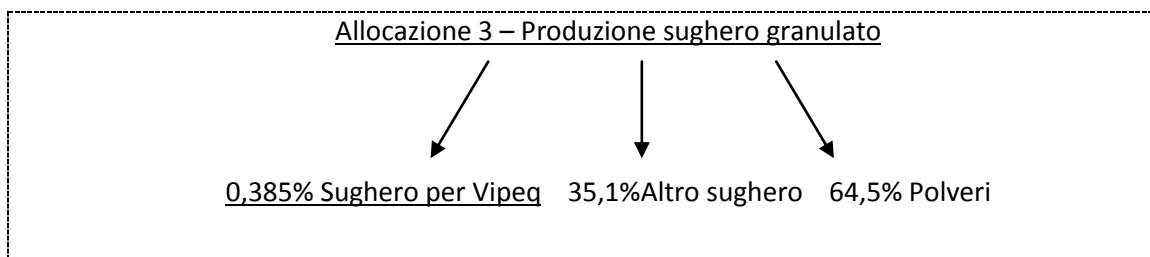 Allocazione 3 – Produzione sughero granulato
0,385% Sughero per Vipeq 35,1%Altro sughero 64,5% Polveri